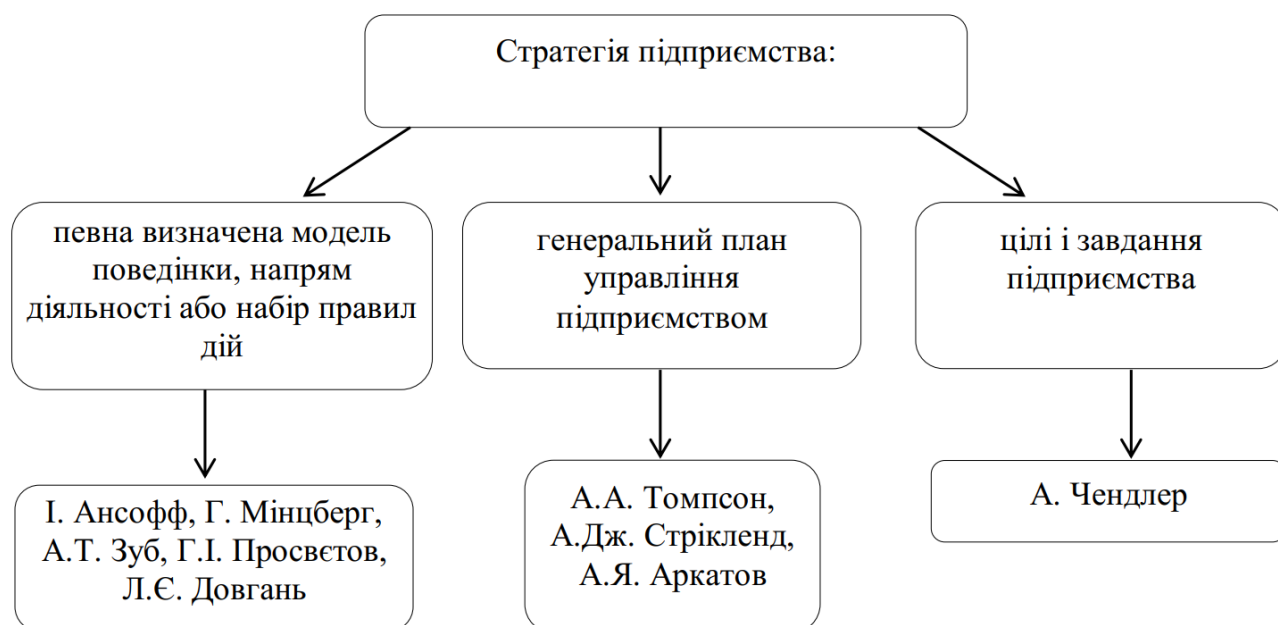 Стратегія підприємства:
певна визначена модель
поведінки, напрям
діяльності або набір правил
дій
генеральний план
управління
підприємством
цілі і завдання
підприємства
І. Ансофф, Г. Мінцберг,
А.Т. Зуб, Г.І. Просвєтов,
Л.Є. Довгань
А.А. Томпсон,
А.Дж. Стрікленд,
А.Я. Аркатов
А. Чендлер